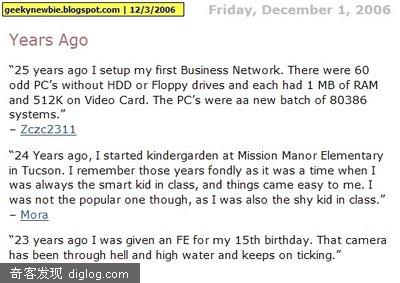 geekynewbie.blogspot.com | 12/3/2006
Friday, December 1, 2006
Years Ago
“25 years ago I setup my first Business Network. There were 60
odd PC’s without HDD or Floppy drives and each had 1 MB of RAM
and 512K on Video Card. The PC’s were aa new batch of 80386
systems.”
– Zczc2311
“24 Years ago, I started kindergarden at Mission Manor Elementary
in Tucson. I remember those years fondly as it was a time when I
was always the smart kid in class, and things came easy to me. I
was not the popular one though, as I was also the shy kid in class.”
– Mora
“23 years ago I was given an FE for my 15th birthday. That camera
has been through hell and high water and keeps on ticking.”
奇客发现 diglog.com